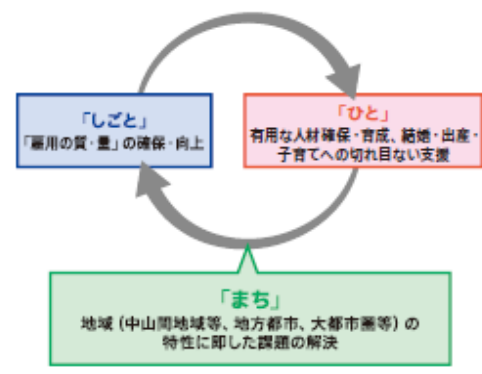 「しごと」
「雇用の質・量」の確保・向上
「ひと」
有用な人材確保・育成、結婚・出産・
子育てへの切れ目ない支援
「まち」
地域（中山間地域等、地方都市、大都市圏等）の
特性に即した課題の解決